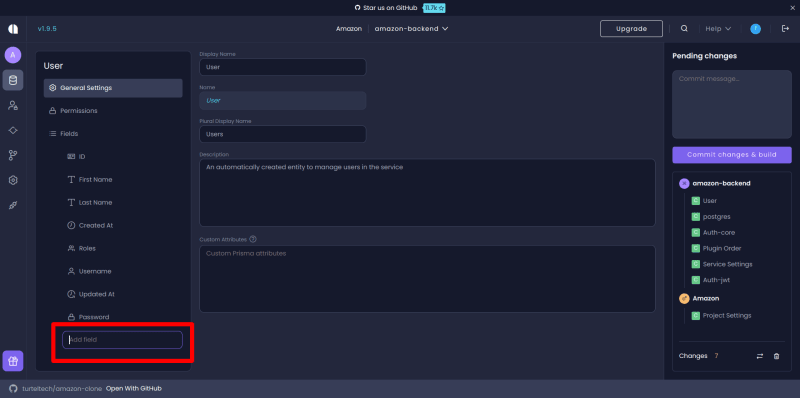 Star us on GitHub 11.7k
v1.9.6
Amazon amazon-backend
Upgrade
Help
A
User
General Settings
Permissions
Fields
ID
First Name
Last Name
Created At
Roles
Username
Updated At
Password
Add field
Display Name
User
Name
User
Plural Display Name
Users
Description
An automatically created entity to manage users in the service
Custom Attributes
Custom Prisma attributes
Pending changes
Commit message...
Commit changes & build
amazon-backend
C User
C postgres
C Auth-core
C Plugin Order
C Service Settings
C Auth-jwt
Amazon
C Project Settings
Changes 7
turteltech/amazon-clone Open With GitHub